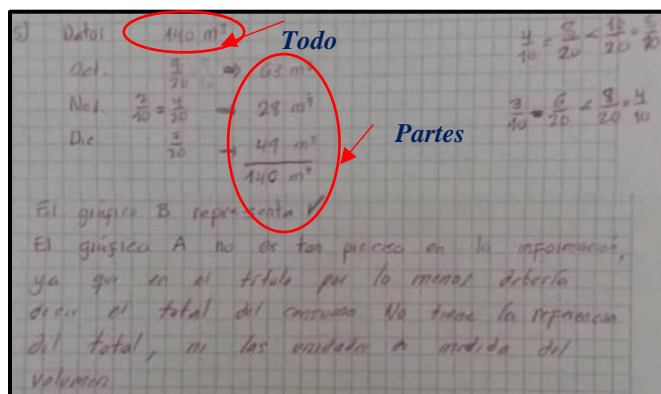 5) Datos 140 m³ Todo
Oct. 9/20 ⇒ 63 m³
Nov. 2/10 = 4/20 → 28 m³
Dic 7/20 → 49 m³ Partes
140 m³
4/10 = 8/20 < 10/20 = 5/10
3/10 = 6/20 < 8/20 = 4/10
El gráfico B representa ✓
El gráfico A no es tan preciso en la información,
ya que en el título por lo menos debería
decir el total del consumo No tiene la referencia
del total, ni las unidades de medida del
volumen